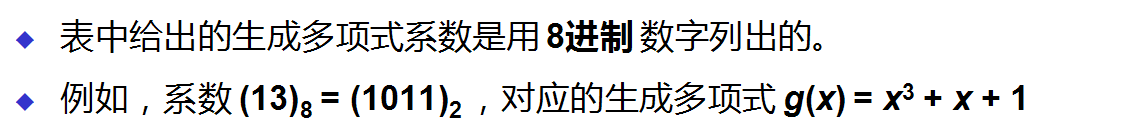 ◆ 表中给出的生成多项式系数是用 8进制 数字列出的。
◆ 例如，系数 (13)₈ = (1011)₂ ，对应的生成多项式 g(x) = x³ + x + 1